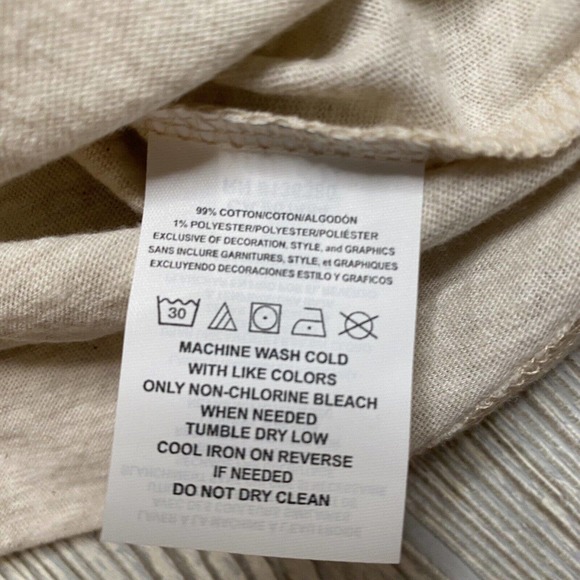 99% COTTON/COTON/ALGODÓN
1% POLYESTER/POLYESTER/POLIÉSTER
EXCLUSIVE OF DECORATION, STYLE, and GRAPHICS
SANS INCLURE GARNITURES, STYLE, et GRAPHIQUES
EXCLUYENDO DECORACIONES ESTILO Y GRAFICOS
30
MACHINE WASH COLD
WITH LIKE COLORS
ONLY NON-CHLORINE BLEACH
WHEN NEEDED
TUMBLE DRY LOW
COOL IRON ON REVERSE
IF NEEDED
DO NOT DRY CLEAN